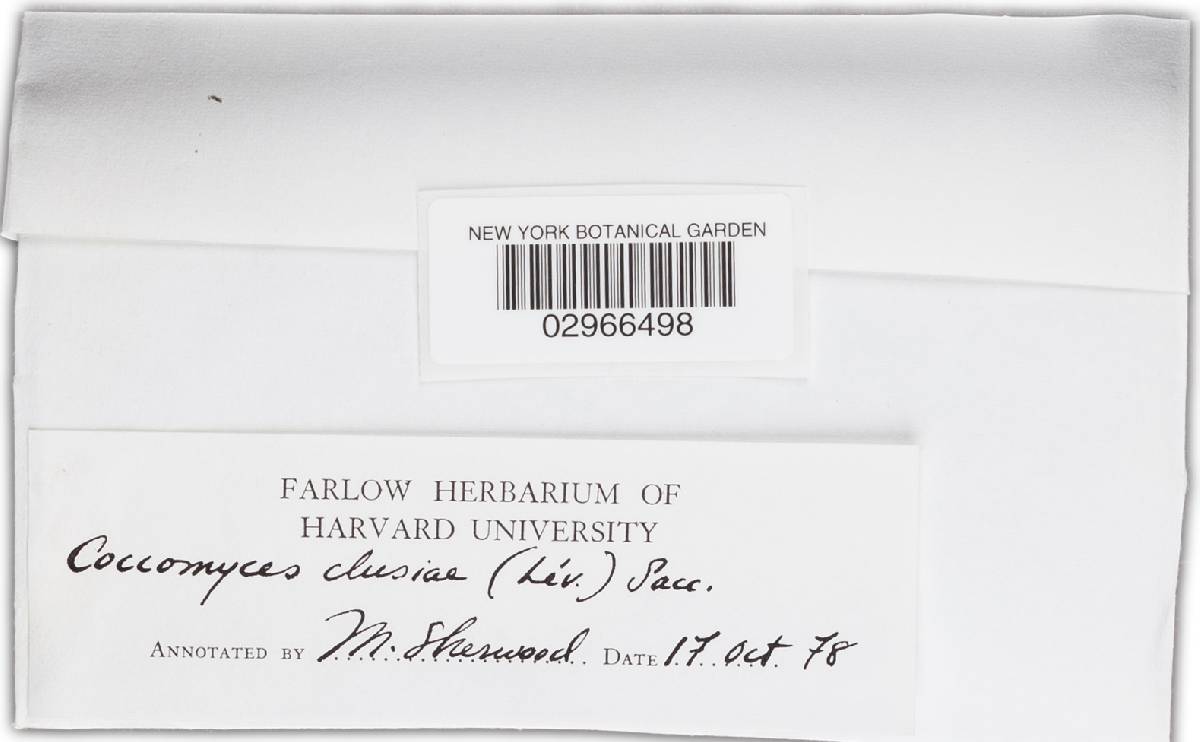 NEW YORK BOTANICAL GARDEN
02966498
FARLOW HERBARIUM OF
HARVARD UNIVERSITY
Coccomyces clusiae (Lév.) Sacc.
ANNOTATED BY M. Sherwood DATE 17 Oct. 78